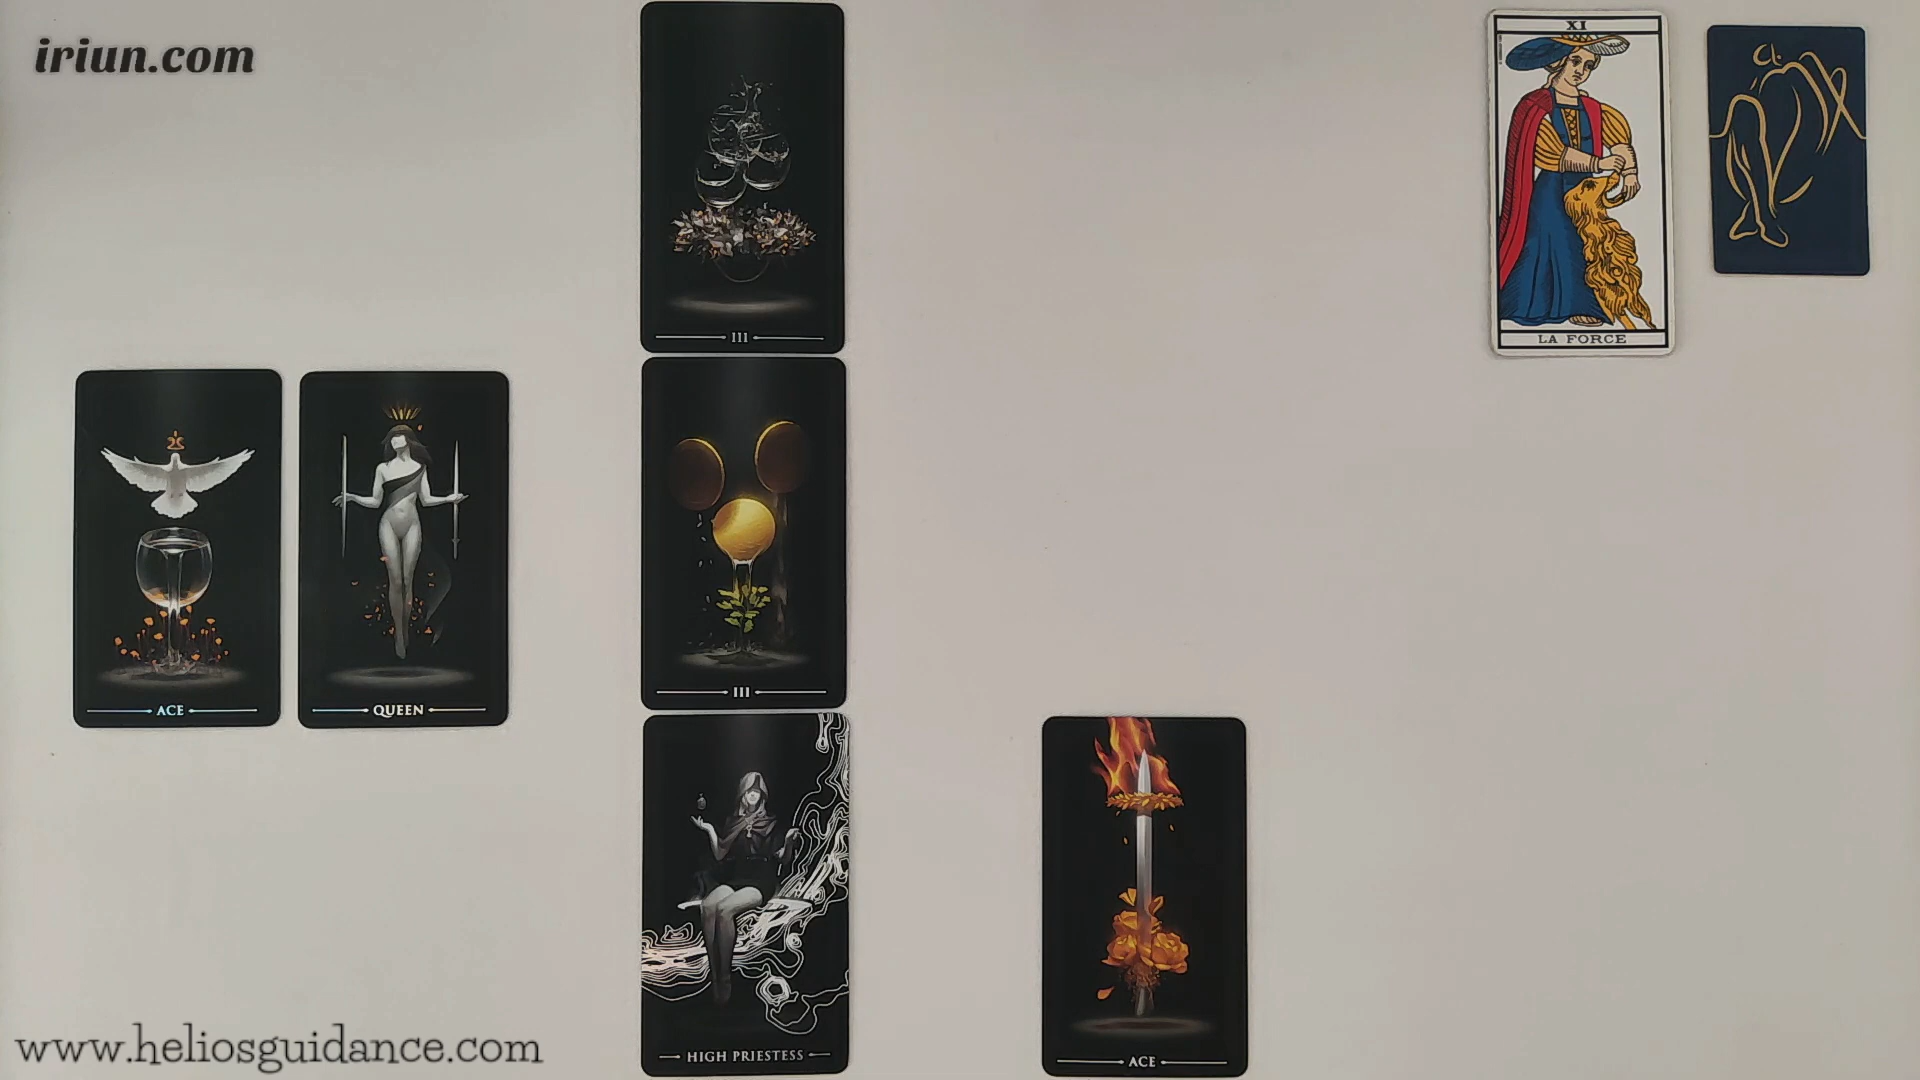 iriun.com
XI
LA FORCE
III
ACE
QUEEN
III
HIGH PRIESTESS
ACE
www.heliosguidance.com